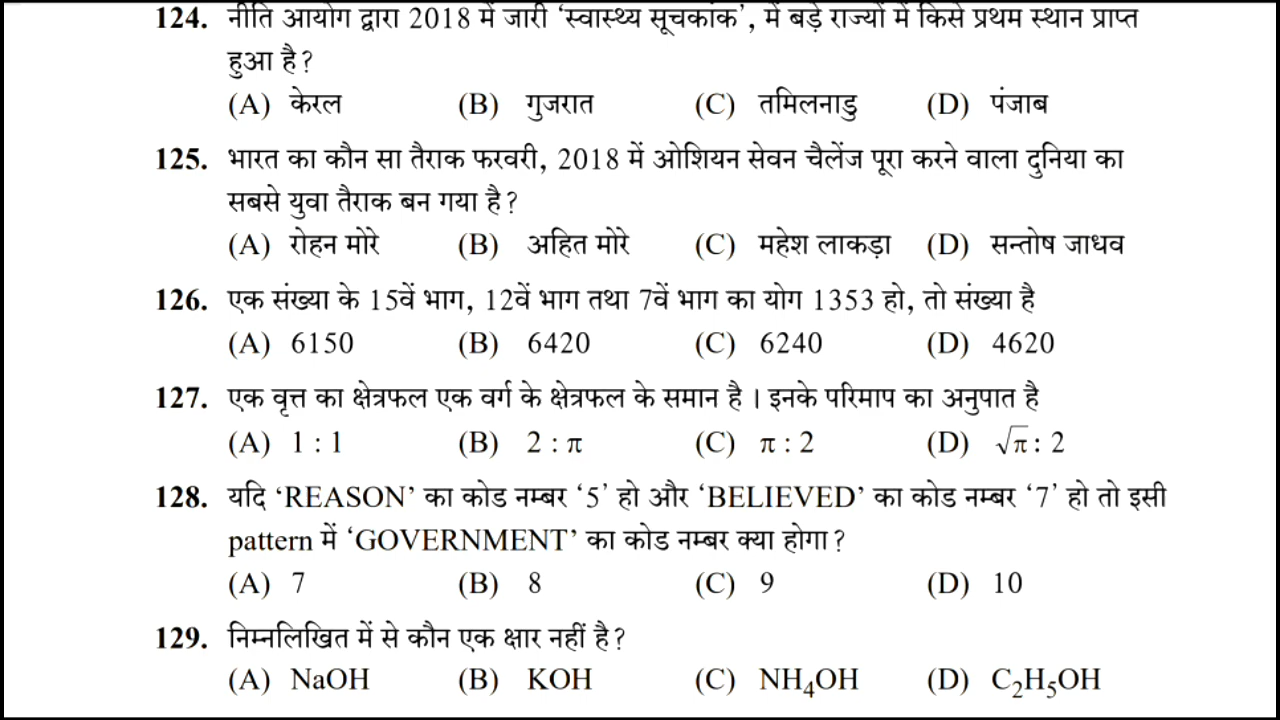 124. नीति आयोग द्वारा 2018 में जारी ‘स्वास्थ्य सूचकांक’, में बड़े राज्यों में किसे प्रथम स्थान प्राप्त
हुआ है ?
(A) केरल (B) गुजरात (C) तमिलनाडु (D) पंजाब
125. भारत का कौन सा तैराक फरवरी, 2018 में ओशियन सेवन चैलेंज पूरा करने वाला दुनिया का
सबसे युवा तैराक बन गया है ?
(A) रोहन मोरे (B) अहित मोरे (C) महेश लाकड़ा (D) सन्तोष जाधव
126. एक संख्या के 15वें भाग, 12वें भाग तथा 7वें भाग का योग 1353 हो, तो संख्या है
(A) 6150 (B) 6420 (C) 6240 (D) 4620
127. एक वृत्त का क्षेत्रफल एक वर्ग के क्षेत्रफल के समान है । इनके परिमाप का अनुपात है
(A) 1 : 1 (B) 2 : π (C) π : 2 (D) √π : 2
128. यदि ‘REASON’ का कोड नम्बर ‘5’ हो और ‘BELIEVED’ का कोड नम्बर ‘7’ हो तो इसी
pattern में ‘GOVERNMENT’ का कोड नम्बर क्या होगा ?
(A) 7 (B) 8 (C) 9 (D) 10
129. निम्नलिखित में से कौन एक क्षार नहीं है ?
(A) NaOH (B) KOH (C) NH₄OH (D) C₂H₅OH